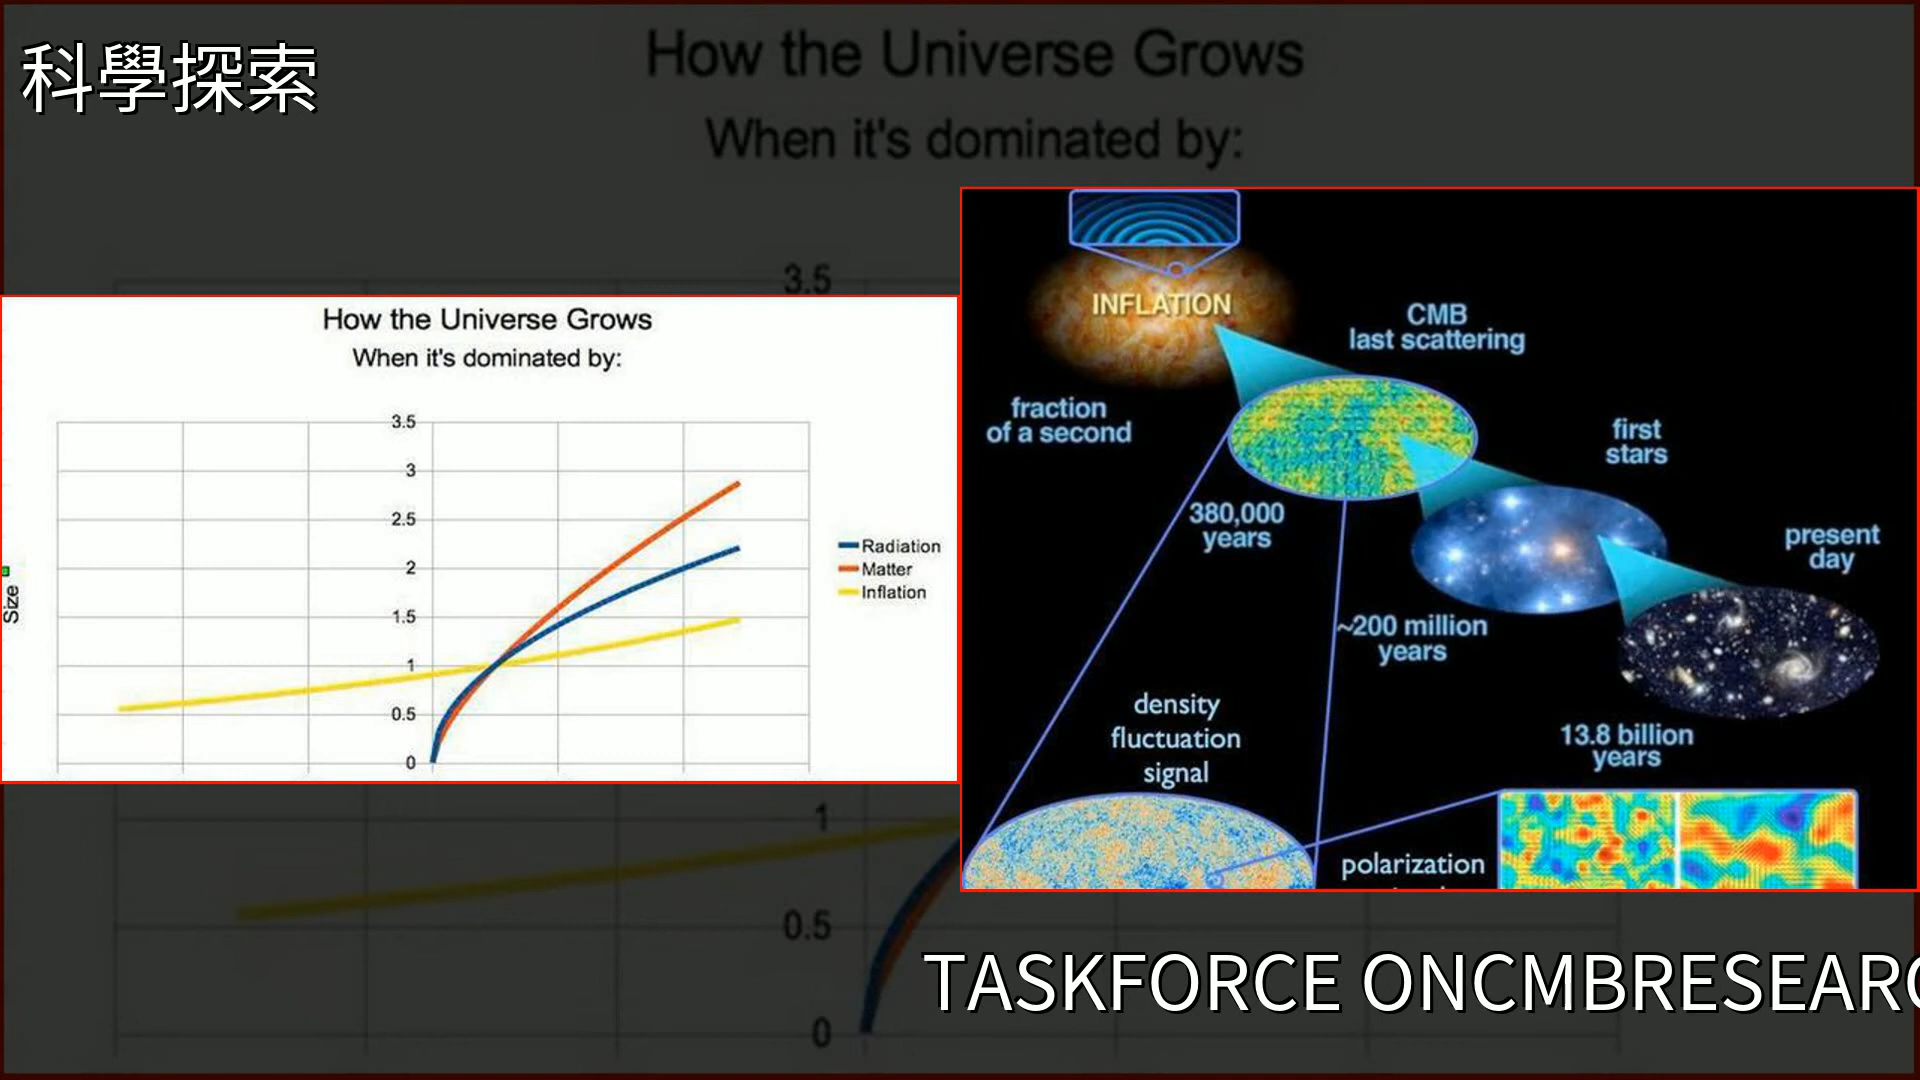 科學探索
How the Universe Grows
When it's dominated by:
3.5
How the Universe Grows
When it's dominated by:
3.5
3
2.5
2
1.5
1
0.5
0
Size
Radiation
Matter
Inflation
INFLATION
CMB
last scattering
fraction
of a second
first
stars
380,000
years
present
day
~200 million
years
density
fluctuation
signal
13.8 billion
years
polarization
1
0.5
0
TASKFORCE ONCMBRESEARC